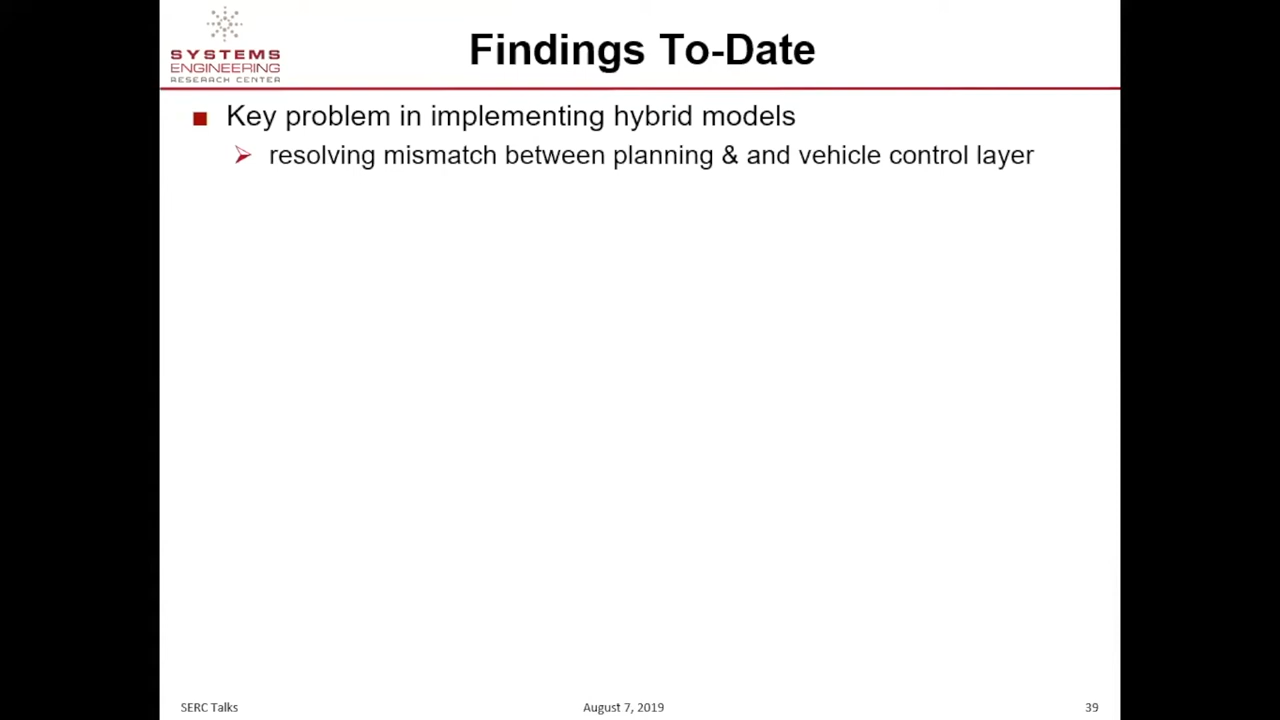 SYSTEMS
ENGINEERING
RESEARCH CENTER
Findings To-Date
Key problem in implementing hybrid models
resolving mismatch between planning & and vehicle control layer
SERC Talks
August 7, 2019
39